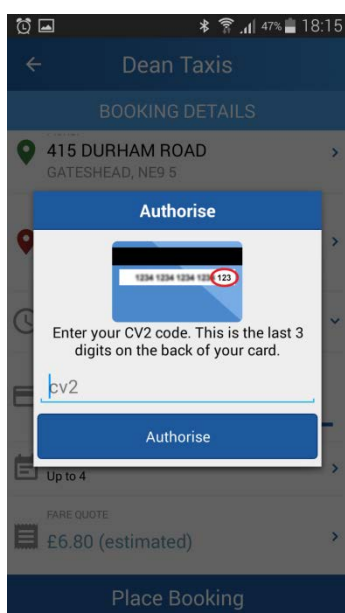 47% 18:15
Dean Taxis
BOOKING DETAILS
415 DURHAM ROAD
GATESHEAD, NE9 5
Authorise
1234 1234 1234 1234 123
Enter your CV2 code. This is the last 3
digits on the back of your card.
cv2
Authorise
Up to 4
FARE QUOTE
£6.80 (estimated)
Place Booking